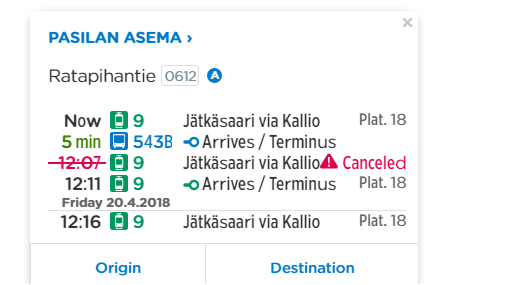 ×
PASILAN ASEMA ›
Ratapihantie 0612 A
Now 9 Jätkäsaari via Kallio Plat. 18
5 min 543B Arrives / Terminus
12:07 9 Jätkäsaari via Kallio Canceled
12:11 9 Arrives / Terminus Plat. 18
Friday 20.4.2018
12:16 9 Jätkäsaari via Kallio Plat. 18
Origin Destination